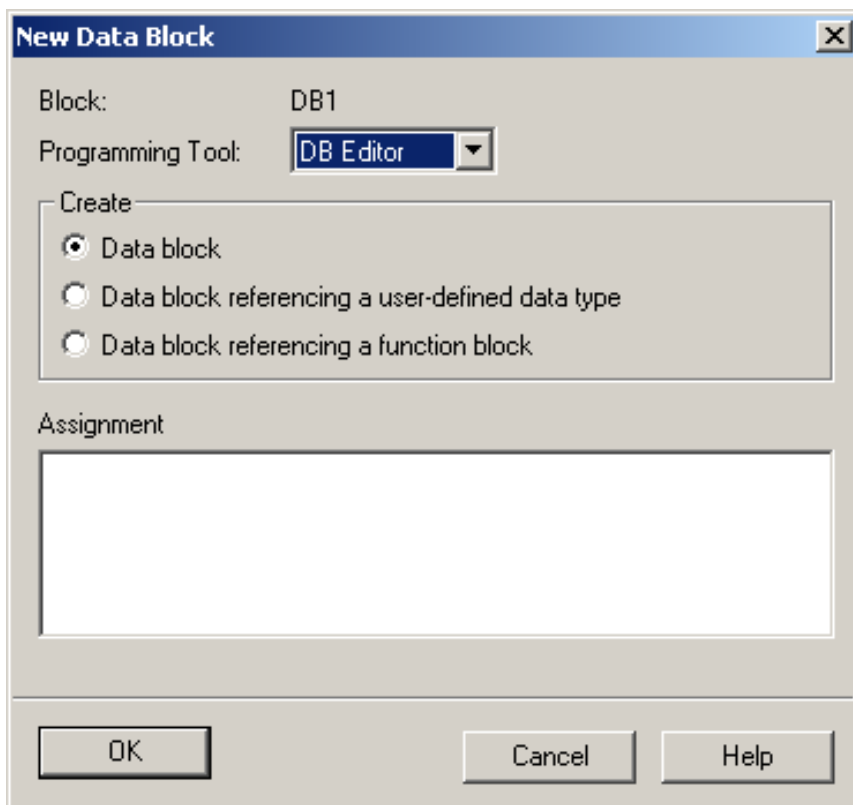 New Data Block
Block: DB1
Programming Tool: DB Editor
Create
Data block
Data block referencing a user-defined data type
Data block referencing a function block
Assignment
OK Cancel Help